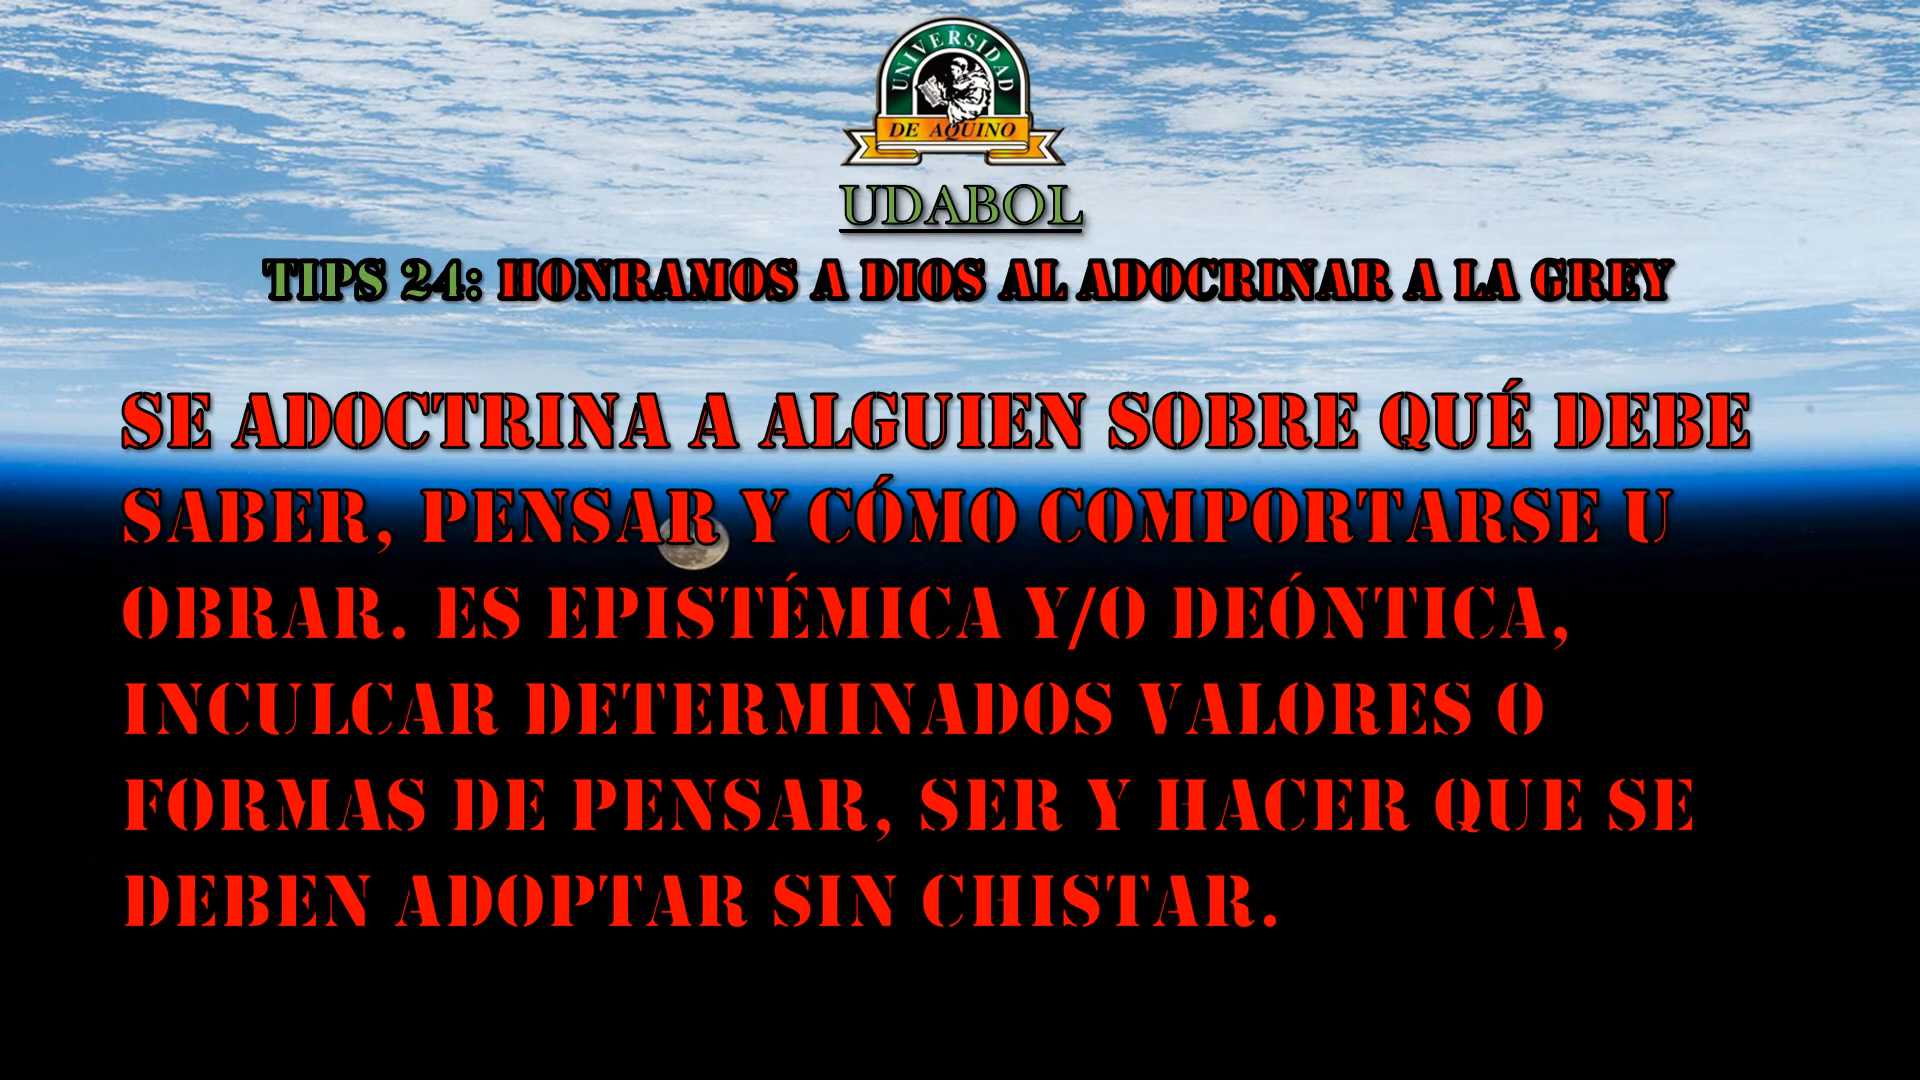 UNIVERSIDAD
DE AQUINO
UDABOL
TIPS 24: HONRAMOS A DIOS AL ADOCRINAR A LA GREY
SE ADOCTRINA A ALGUIEN SOBRE QUÉ DEBE
SABER, PENSAR Y CÓMO COMPORTARSE U
OBRAR. ES EPISTÉMICA Y/O DEÓNTICA,
INCULCAR DETERMINADOS VALORES O
FORMAS DE PENSAR, SER Y HACER QUE SE
DEBEN ADOPTAR SIN CHISTAR.